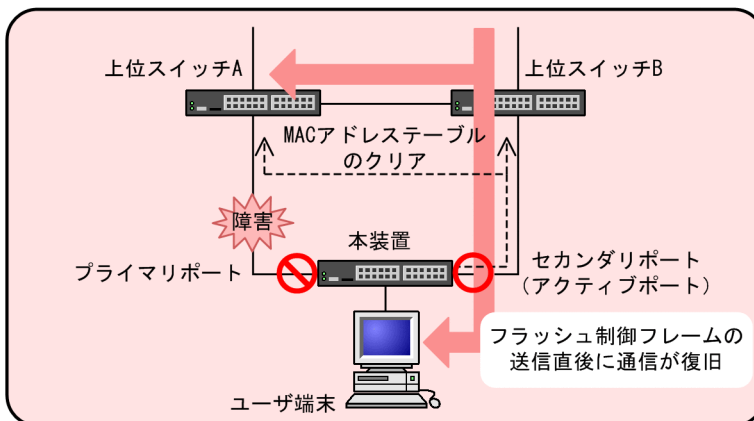 上位スイッチA
上位スイッチB
MACアドレステーブル
のクリア
障害
本装置
プライマリポート
セカンダリポート
(アクティブポート)
フラッシュ制御フレームの
送信直後に通信が復旧
ユーザ端末